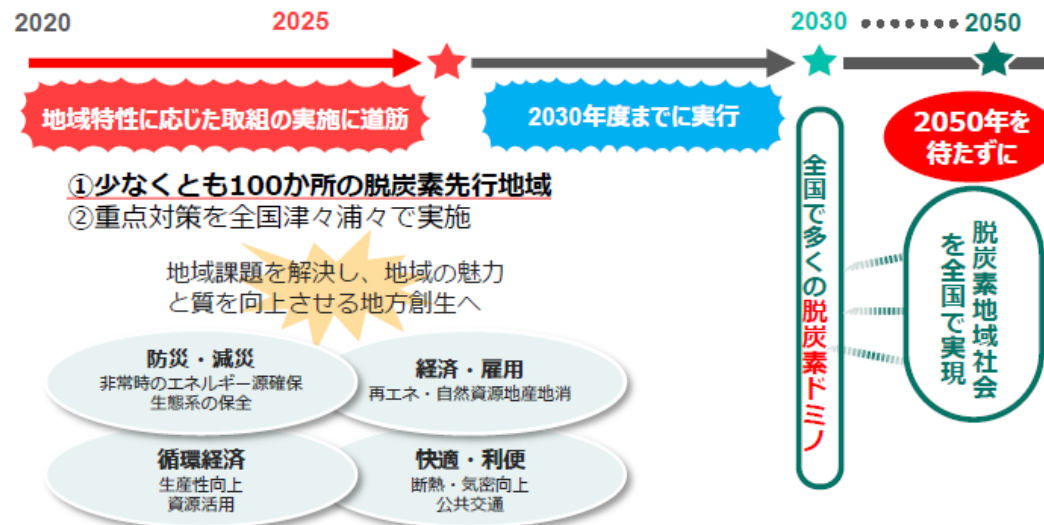 2020
2025
2030
2050
地域特性に応じた取組の実施に道筋
2030年度までに実行
2050年を
待たずに
①少なくとも100か所の脱炭素先行地域
②重点対策を全国津々浦々で実施
地域課題を解決し、地域の魅力
と質を向上させる地方創生へ
防災・減災
非常時のエネルギー源確保
生態系の保全
経済・雇用
再エネ・自然資源地産地消
循環経済
生産性向上
資源活用
快適・利便
断熱・気密向上
公共交通
全国で多くの脱炭素ドミノ
脱炭素地域社会
を全国で実現